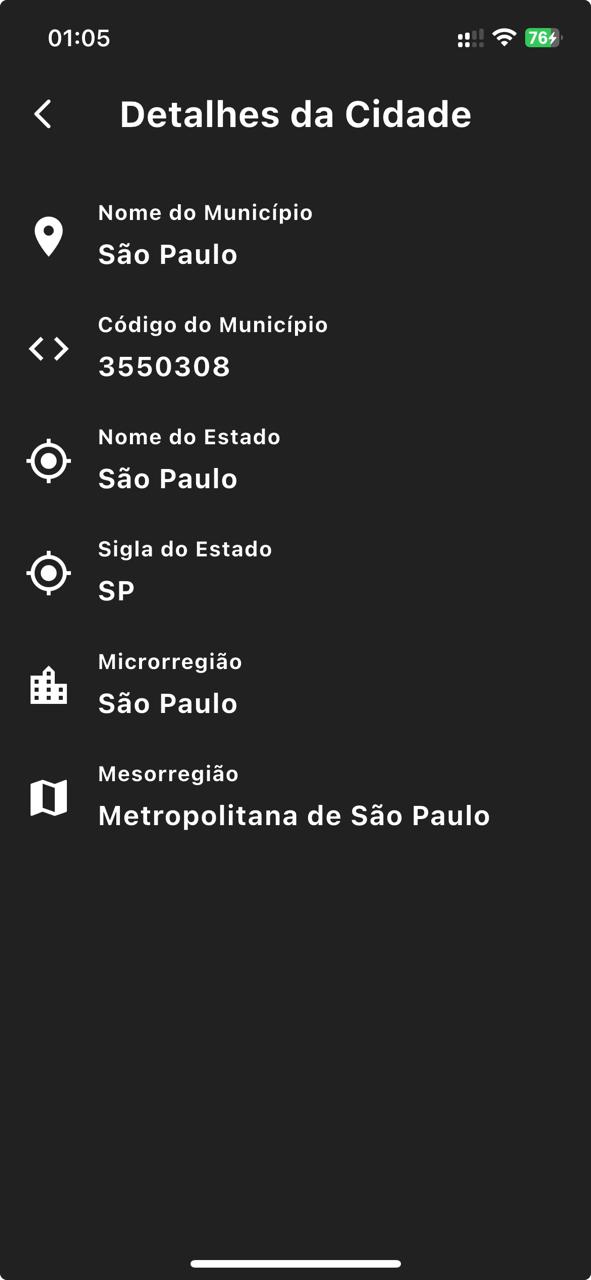 01:05
76
Detalhes da Cidade
Nome do Município
São Paulo
Código do Município
3550308
Nome do Estado
São Paulo
Sigla do Estado
SP
Microrregião
São Paulo
Mesorregião
Metropolitana de São Paulo